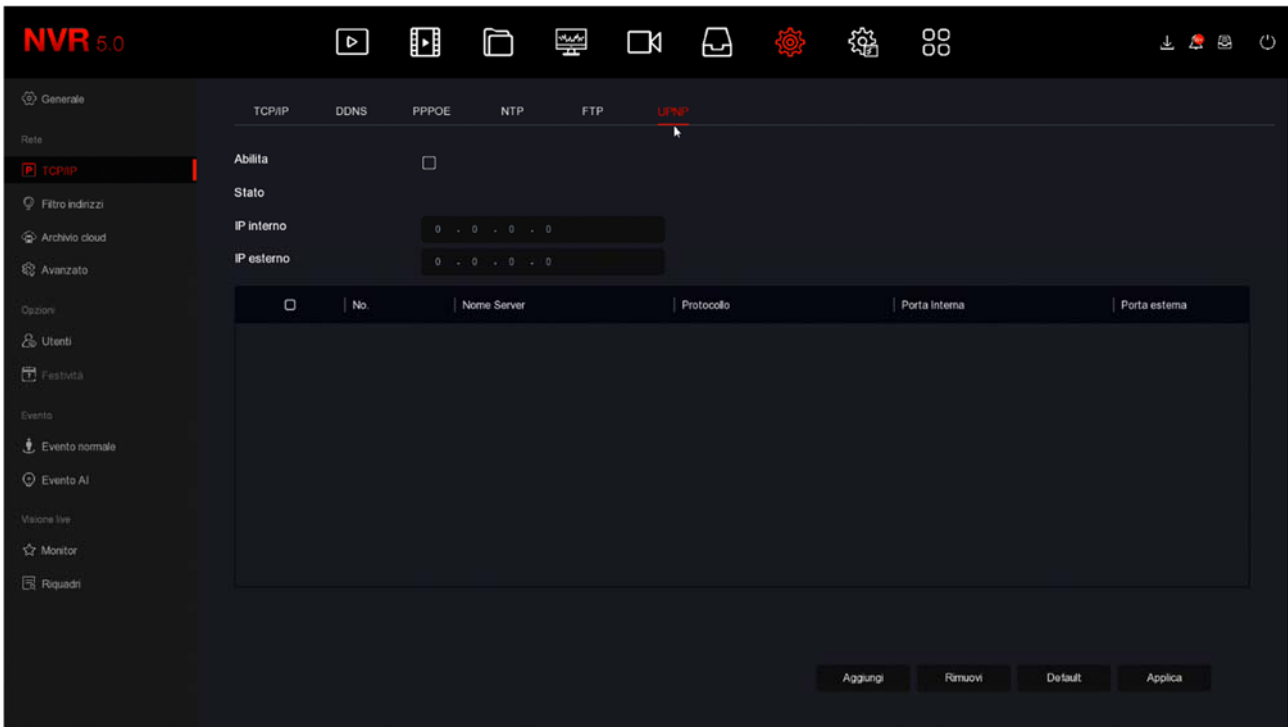 NVR 5.0
Generale
Rete
TCP/IP
Filtro indirizzi
Archivio cloud
Avanzato
Opzioni
Utenti
Festività
Evento
Evento normale
Evento AI
Visione live
Monitor
Riquadri
TCP/IP DDNS PPPOE NTP FTP UPNP
Abilita
Stato
IP interno 0 . 0 . 0 . 0
IP esterno 0 . 0 . 0 . 0
No. Nome Server Protocollo Porta Interna Porta esterna
Aggiungi Rimuovi Default Applica